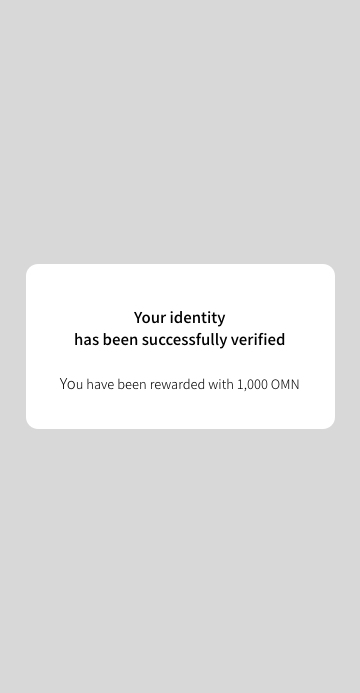 Your identity
has been successfully verified
You have been rewarded with 1,000 OMN